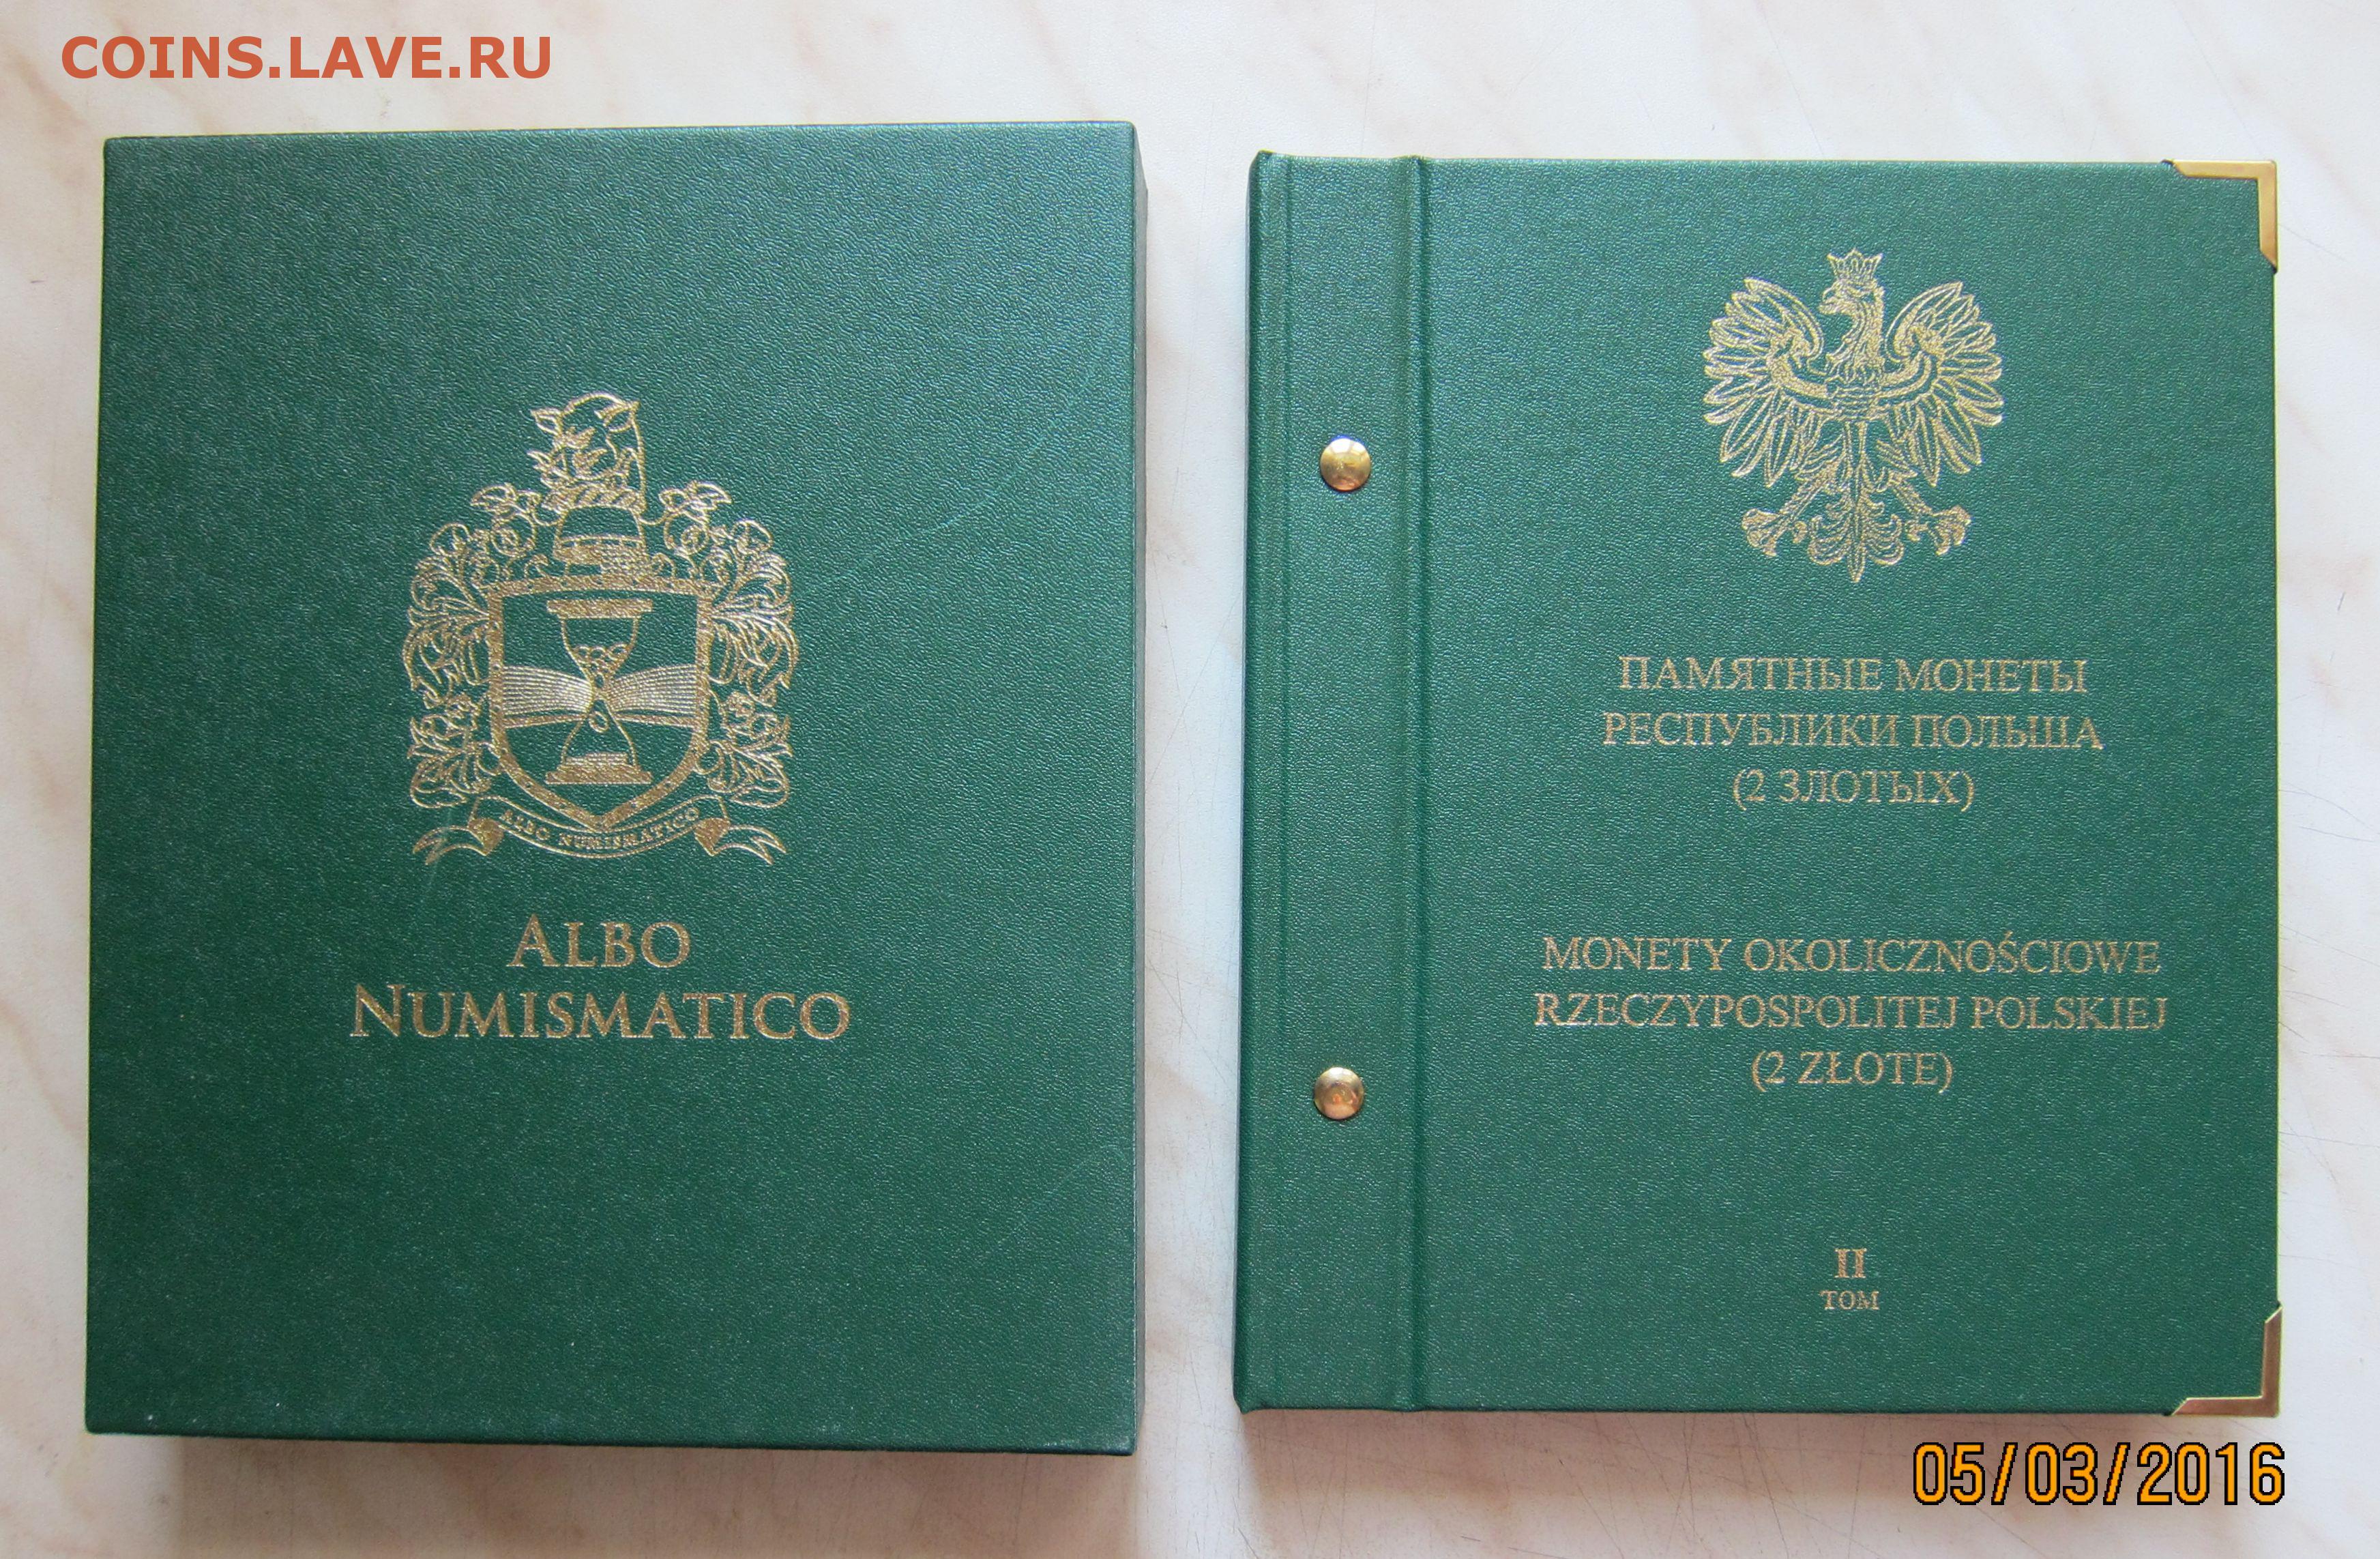 COINS.LAVE.RU
ALBO NUMISMATICO
ALBO
NUMISMATICO
ПАМЯТНЫЕ МОНЕТЫ
РЕСПУБЛИКИ ПОЛЬША
(2 ЗЛОТЫХ)
MONETY OKOLICZNOŚCIOWE
RZECZYPOSPOLITEJ POLSKIEJ
(2 ZŁOTE)
II
ТОМ
05/03/2016